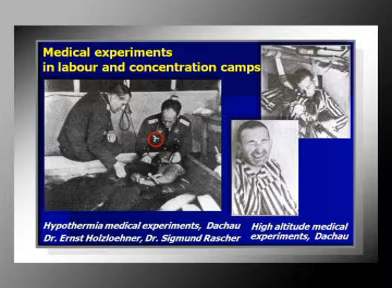 Medical experiments
in labour and concentration camps
Hypothermia medical experiments, Dachau
Dr. Ernst Holzloehner, Dr. Sigmund Rascher
High altitude medical
experiments, Dachau